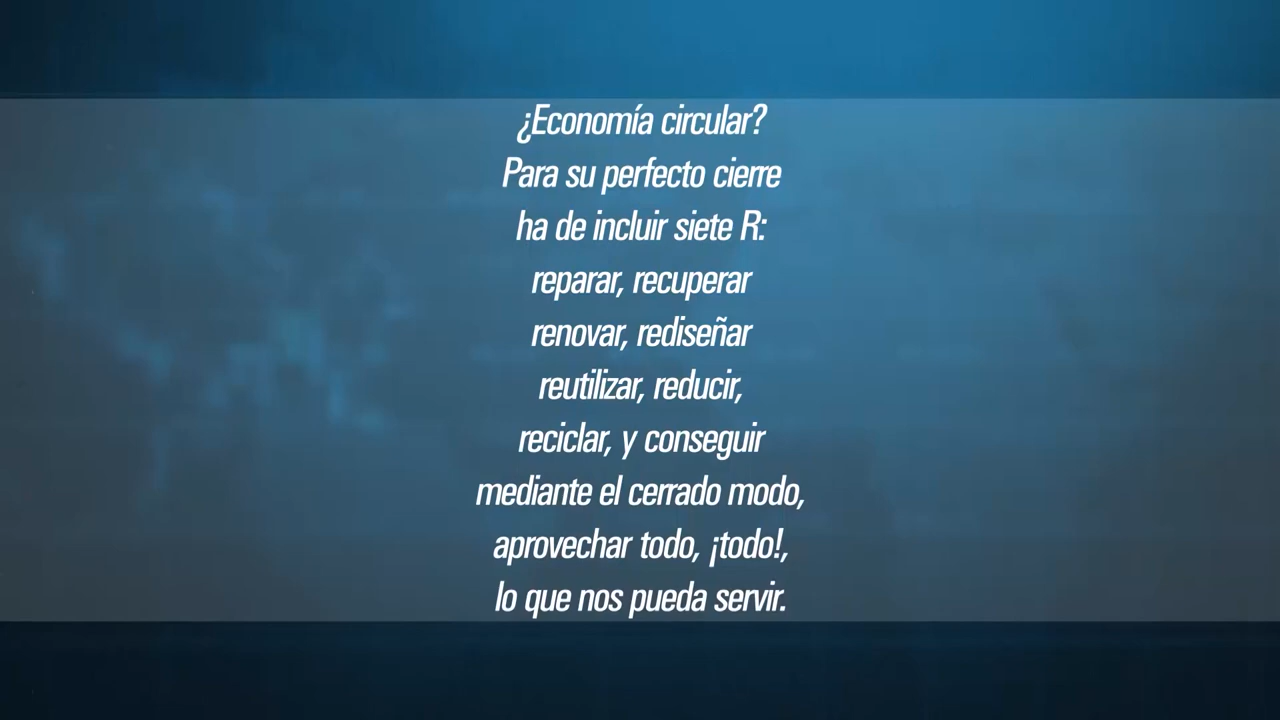 ¿Economía circular?
Para su perfecto cierre
ha de incluir siete R:
reparar, recuperar
renovar, rediseñar
reutilizar, reducir,
reciclar, y conseguir
mediante el cerrado modo,
aprovechar todo, ¡todo!,
lo que nos pueda servir.